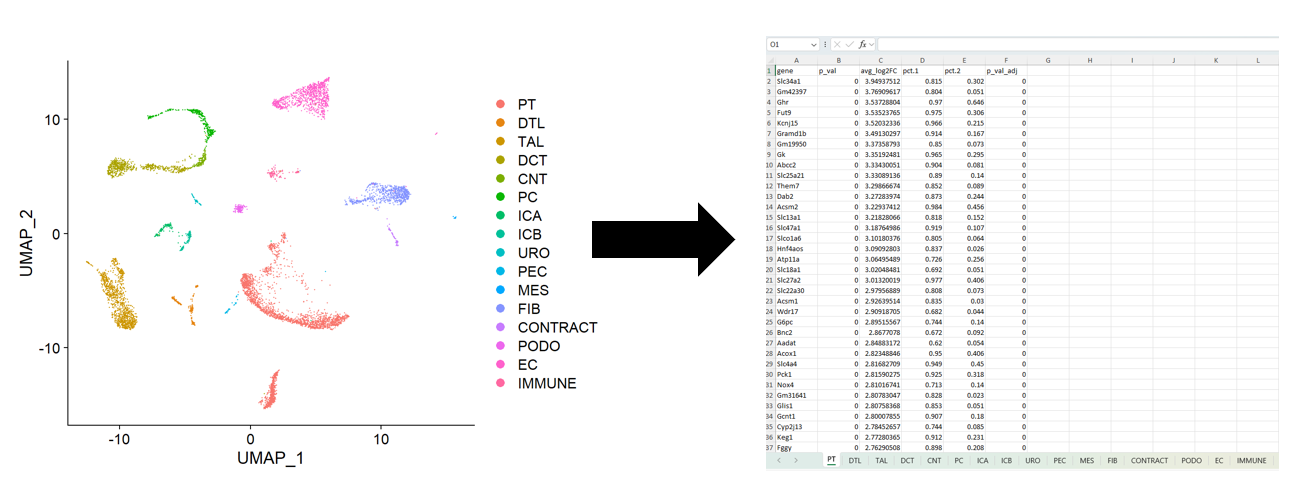 UMAP_2
10
0
-10
-10
0
10
UMAP_1
PT
DTL
TAL
DCT
CNT
PC
ICA
ICB
URO
PEC
MES
FIB
CONTRACT
PODO
EC
IMMUNE
O1 fx
A B C D E F G H I J K L
1 gene p_val avg_log2FC pct.1 pct.2 p_val_adj
2 Slc34a1 0 3.94937512 0.815 0.302 0
3 Gm42397 0 3.76909617 0.804 0.051 0
4 Ghr 0 3.53728804 0.97 0.646 0
5 Fut9 0 3.53523765 0.975 0.306 0
6 Kcnj15 0 3.52032336 0.966 0.215 0
7 Gramd1b 0 3.49130297 0.914 0.167 0
8 Gm19950 0 3.37358793 0.85 0.073 0
9 Gk 0 3.35192481 0.965 0.295 0
10 Abcc2 0 3.33430051 0.904 0.081 0
11 Slc25a21 0 3.33089136 0.89 0.14 0
12 Them7 0 3.29866674 0.852 0.089 0
13 Dab2 0 3.27283974 0.873 0.244 0
14 Acsm2 0 3.22937412 0.984 0.456 0
15 Slc13a1 0 3.21828066 0.818 0.152 0
16 Slc47a1 0 3.18764986 0.919 0.107 0
17 Slco1a6 0 3.10180376 0.805 0.064 0
18 Hnf4aos 0 3.09092803 0.837 0.026 0
19 Atp11a 0 3.06495489 0.726 0.256 0
20 Slc18a1 0 3.02048481 0.692 0.051 0
21 Slc27a2 0 3.01320019 0.977 0.406 0
22 Slc22a30 0 2.97956889 0.808 0.073 0
23 Acsm1 0 2.92639514 0.835 0.03 0
24 Wdr17 0 2.90918705 0.682 0.044 0
25 G6pc 0 2.89515567 0.744 0.14 0
26 Bnc2 0 2.8677078 0.672 0.092 0
27 Aadat 0 2.84883172 0.62 0.054 0
28 Acox1 0 2.82348846 0.95 0.406 0
29 Slc4a4 0 2.81682709 0.949 0.45 0
30 Pck1 0 2.81590275 0.925 0.318 0
31 Nox4 0 2.81016741 0.713 0.14 0
32 Gm31641 0 2.80783047 0.828 0.023 0
33 Glis1 0 2.80758368 0.853 0.051 0
34 Gcnt1 0 2.80007855 0.907 0.18 0
35 Cyp2j13 0 2.78452657 0.744 0.085 0
36 Keg1 0 2.77280365 0.912 0.231 0
37 Fggy 0 2.76290508 0.898 0.208 0
PT DTL TAL DCT CNT PC ICA ICB URO PEC MES FIB CONTRACT PODO EC IMMUNE